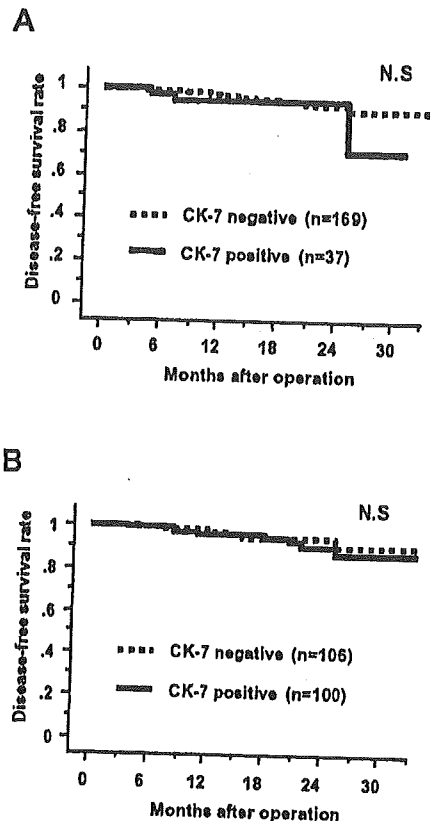 A
N.S
Disease-free survival rate
1
.8
.6
.4
.2
0
CK-7 negative (n=169)
CK-7 positive (n=37)
0 6 12 18 24 30
Months after operation
B
N.S
Disease-free survival rate
1
.8
.6
.4
.2
0
CK-7 negative (n=106)
CK-7 positive (n=100)
0 6 12 18 24 30
Months after operation